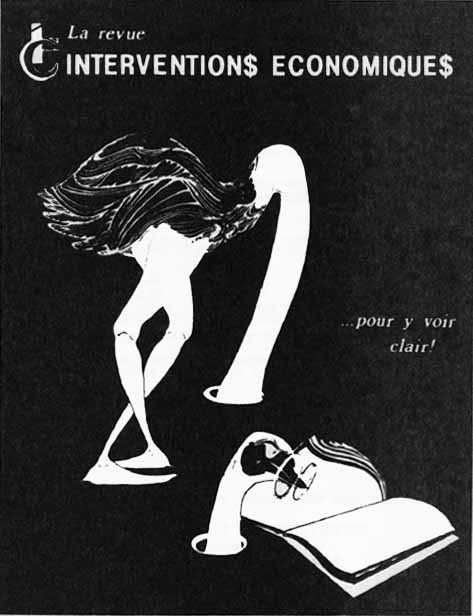 La revue
INTERVENTION$ ECONOMIQUE$
...pour y voir
clair!